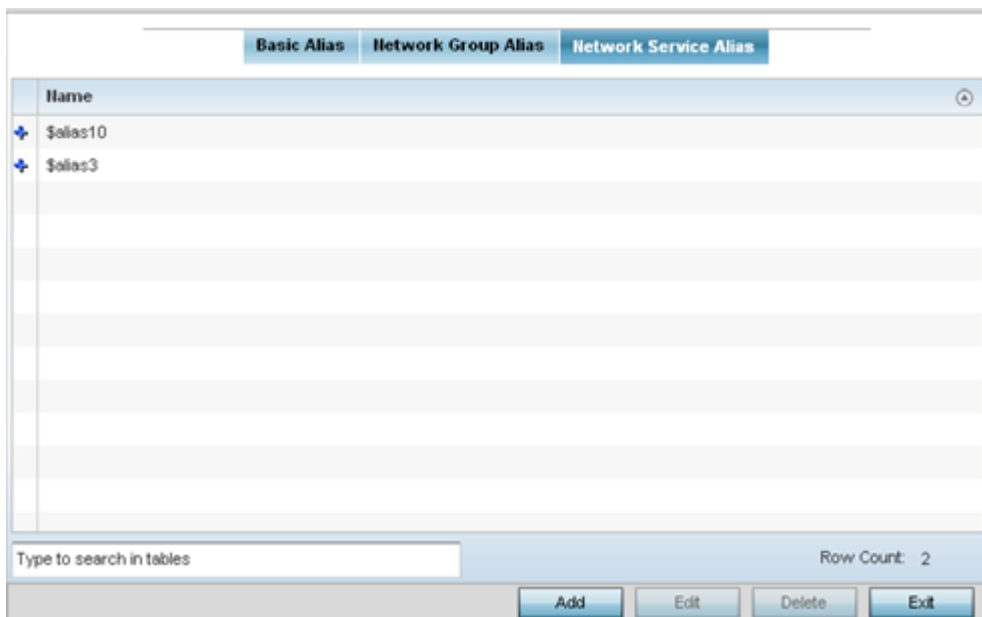 Basic Alias Network Group Alias Network Service Alias
Name
$alias10
$alias3
Type to search in tables Row Count: 2
Add Edit Delete Exit